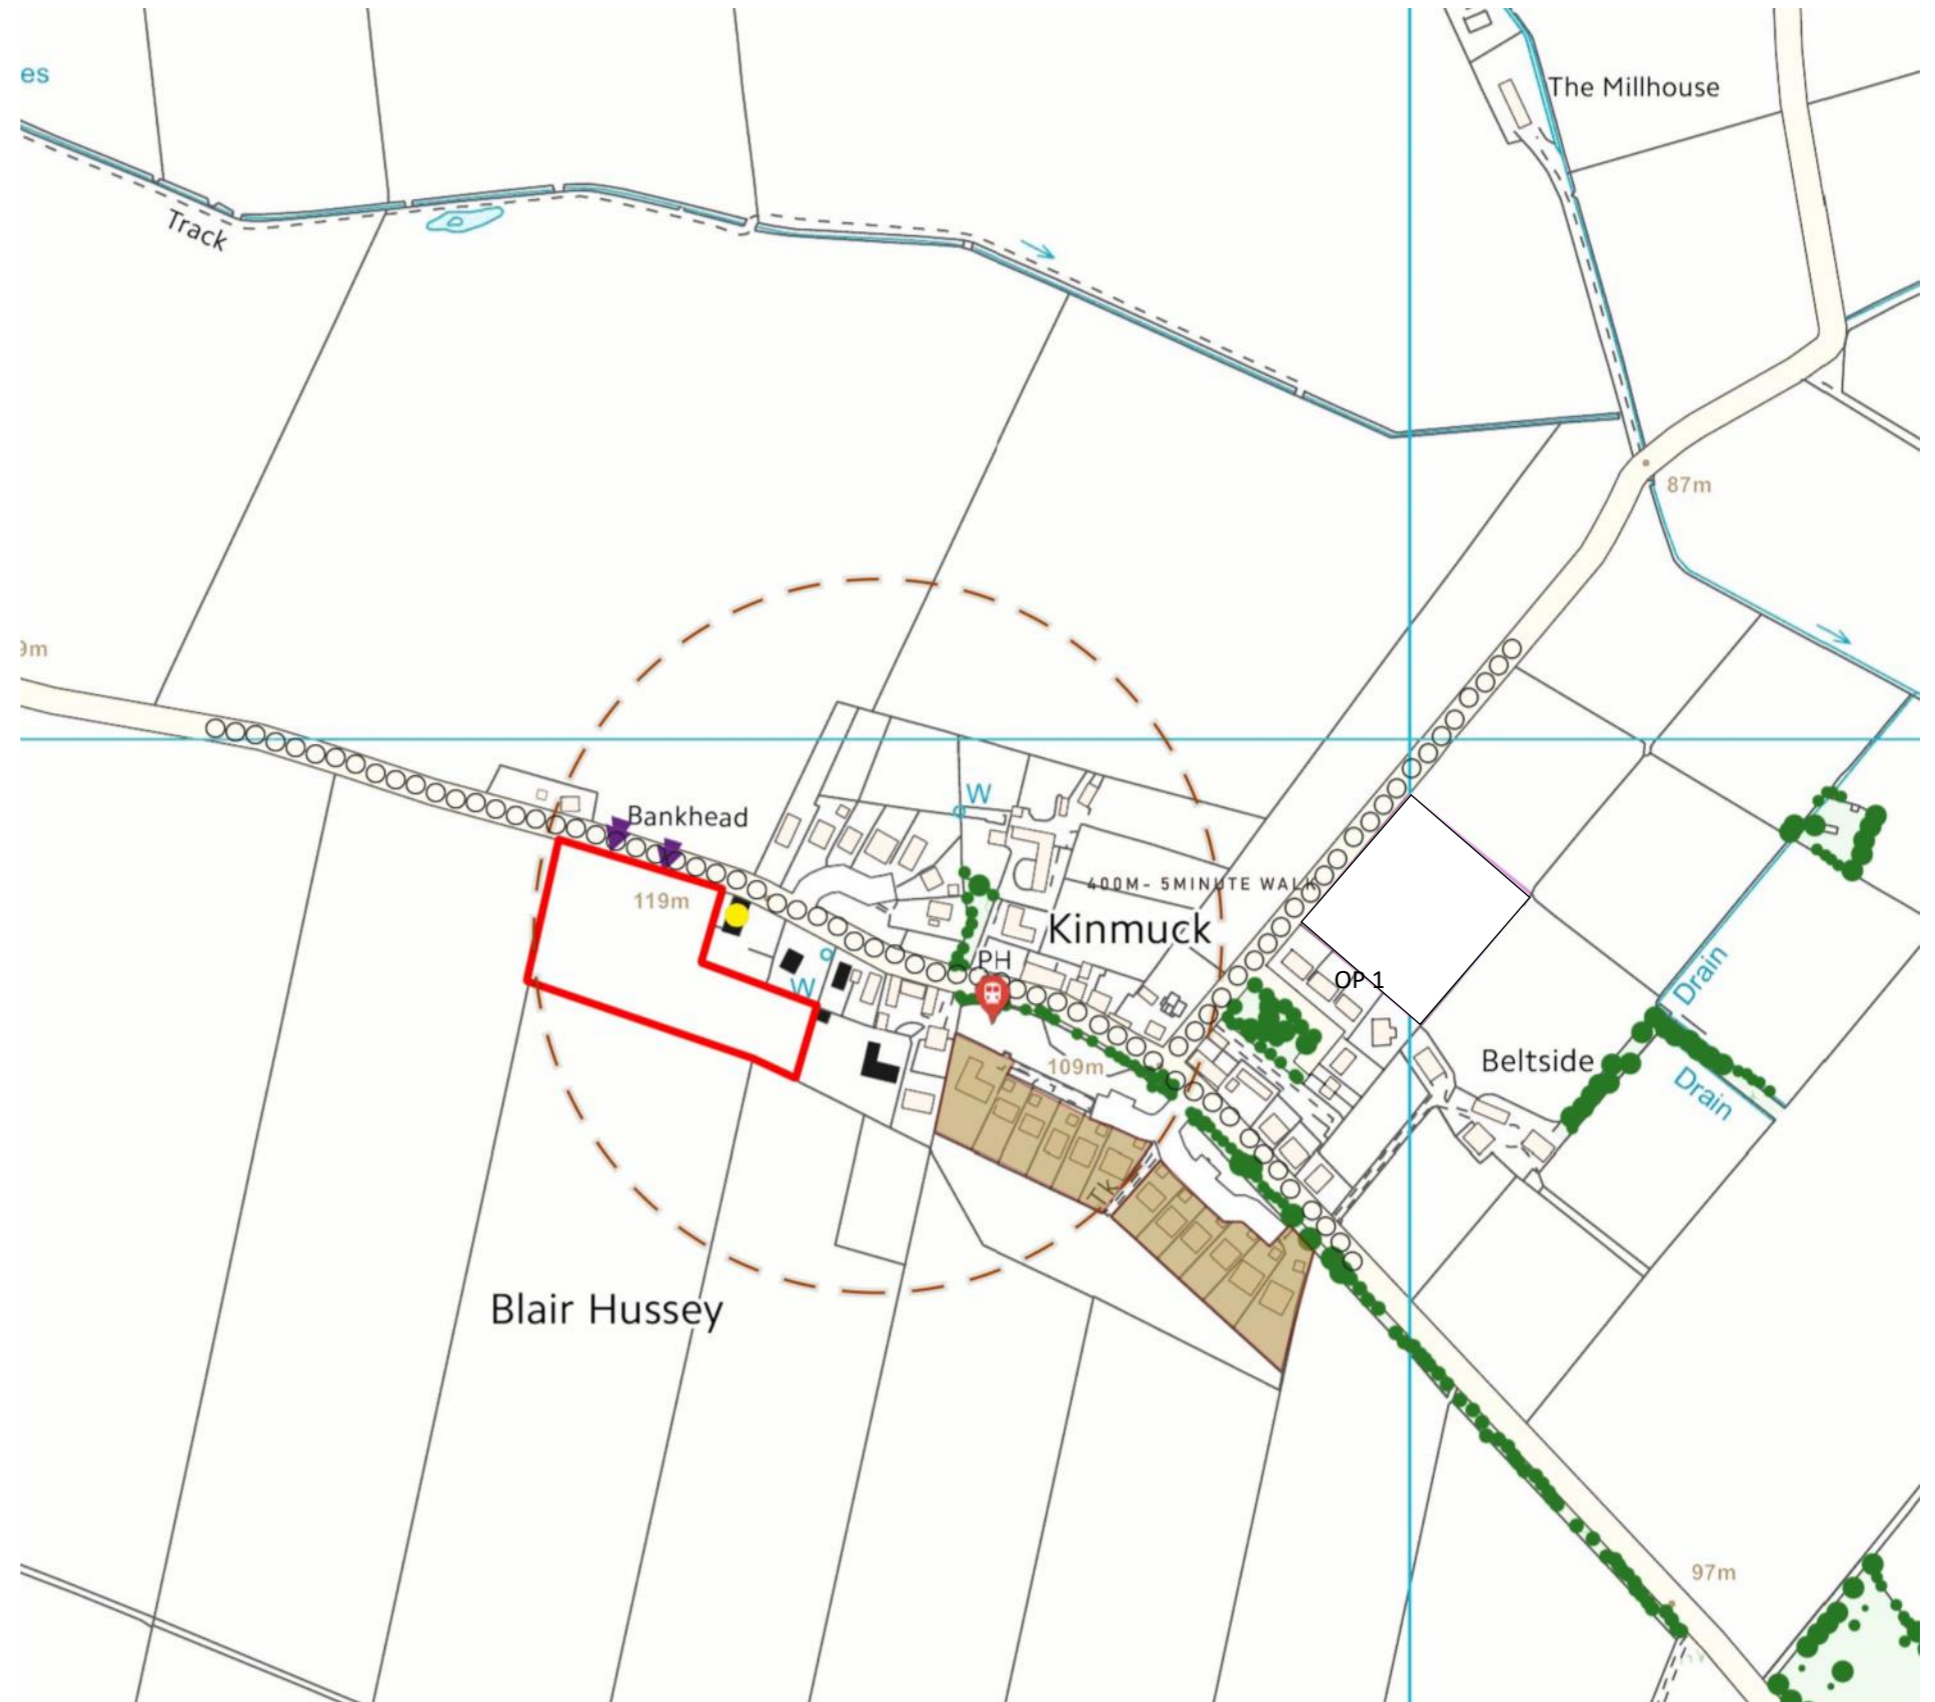 es
The Millhouse
Track
87m
9m
W
Bankhead
400M- 5MINUTE WALK
119m
Kinmuck
PH
OP 1
W
Drain
Beltside
109m
Drain
Tk
Blair Hussey
97m